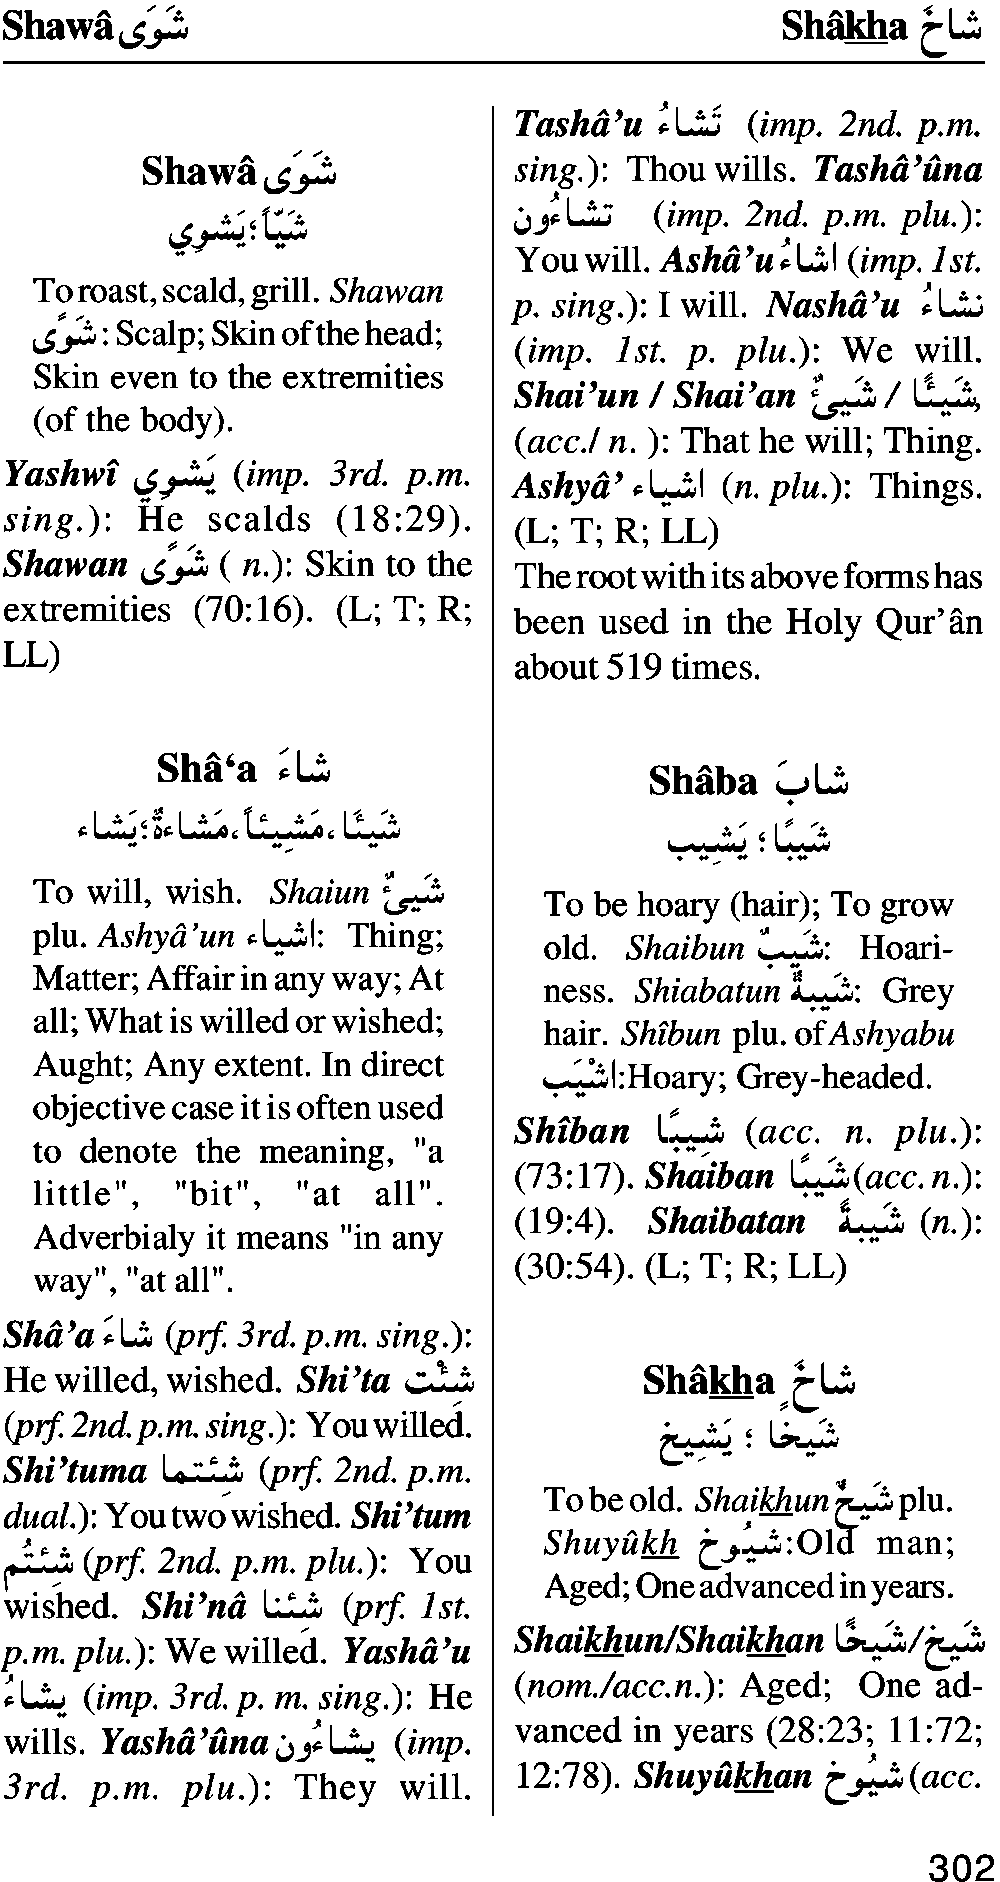 Shawâ شَوَى
Shâkha شاخَ
Shawâ شَوَى
شَيّاً؛يَشوِي
To roast, scald, grill. Shawan
شَوًى : Scalp; Skin of the head;
Skin even to the extremities
(of the body).
Yashwî يَشوِي (imp. 3rd. p.m.
sing.): He scalds (18:29).
Shawan شَوًى ( n.): Skin to the
extremities (70:16). (L; T; R;
LL)
Shâ‘a شاءَ
شَيئًا ،مَشِيئاً ،مَشاءةٌ؛يَشاء
To will, wish. Shaiun شَيئٌ
plu. Ashyâ’un اشياء: Thing;
Matter; Affair in any way; At
all; What is willed or wished;
Aught; Any extent. In direct
objective case it is often used
to denote the meaning, "a
little", "bit", "at all".
Adverbialy it means "in any
way", "at all".
Shâ’a شاءَ (prf. 3rd. p.m. sing.):
He willed, wished. Shi’ta شئْت
(prf. 2nd. p.m. sing.): You willed.
Shi’tuma شِئتما (prf. 2nd. p.m.
dual.): You two wished. Shi’tum
شِئتُم (prf. 2nd. p.m. plu.): You
wished. Shi’nâ شِئنا (prf. 1st.
p.m. plu.): We willed. Yashâ’u
يشاءُ (imp. 3rd. p. m. sing.): He
wills. Yashâ’ûna يشاءُون (imp.
3rd. p.m. plu.): They will.
Tashâ’u تَشاءُ (imp. 2nd. p.m.
sing.): Thou wills. Tashâ’ûna
تشاءُون (imp. 2nd. p.m. plu.):
You will. Ashâ’u اشاءُ (imp. 1st.
p. sing.): I will. Nashâ’u نشاءُ
(imp. 1st. p. plu.): We will.
Shai’un / Shai’an شَيئٌ / شَيئًا,
(acc./ n. ): That he will; Thing.
Ashyâ’ اشياء (n. plu.): Things.
(L; T; R; LL)
The root with its above forms has
been used in the Holy Qur’ân
about 519 times.
Shâba شابَ
شَيبًا ؛ يَشِيب
To be hoary (hair); To grow
old. Shaibun شَيبٌ: Hoari-
ness. Shiabatun شَيبةٌ: Grey
hair. Shîbun plu. of Ashyabu
اشْيَب:Hoary; Grey-headed.
Shîban شِيبًا (acc. n. plu.):
(73:17). Shaiban شَيبًا (acc. n.):
(19:4). Shaibatan شَيبةً (n.):
(30:54). (L; T; R; LL)
Shâkha شاخَ
شَيخًا ؛ يَشِيخ
To be old. Shaikhun شَيخٌ plu.
Shuyûkh شيُوخ:Old man;
Aged; One advanced in years.
Shaikhun/Shaikhan شَيخ/شَيخًا
(nom./acc.n.): Aged; One ad-
vanced in years (28:23; 11:72;
12:78). Shuyûkhan شيُوخ (acc.
302